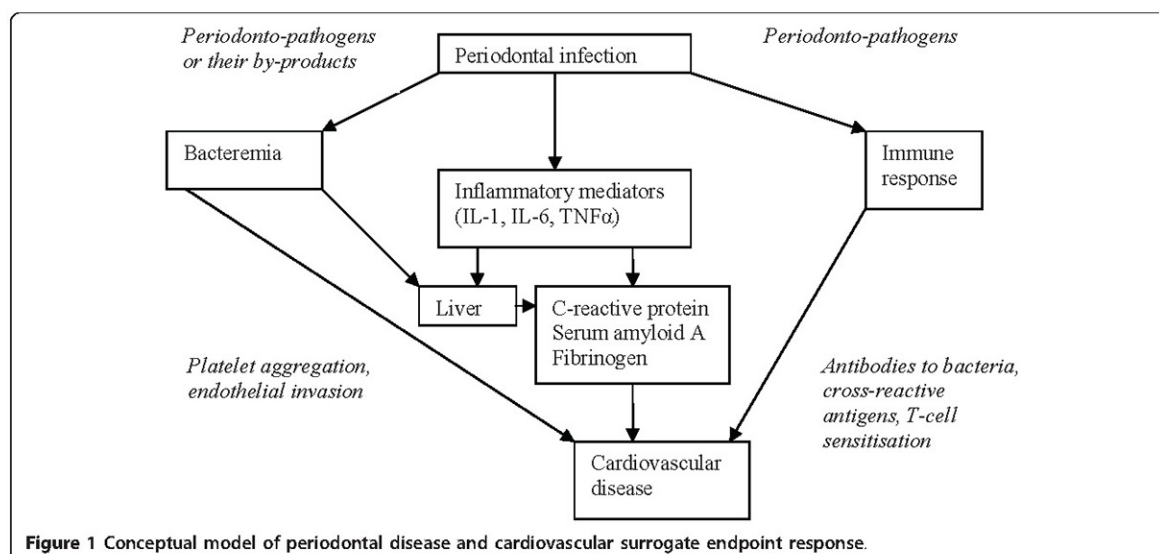 Periodonto-pathogens
or their by-products
Periodontal infection
Periodonto-pathogens
Bacteremia
Immune
response
Inflammatory mediators
(IL-1, IL-6, TNFα)
Liver
C-reactive protein
Serum amyloid A
Fibrinogen
Platelet aggregation,
endothelial invasion
Antibodies to bacteria,
cross-reactive
antigens, T-cell
sensitisation
Cardiovascular
disease
Figure 1 Conceptual model of periodontal disease and cardiovascular surrogate endpoint response.